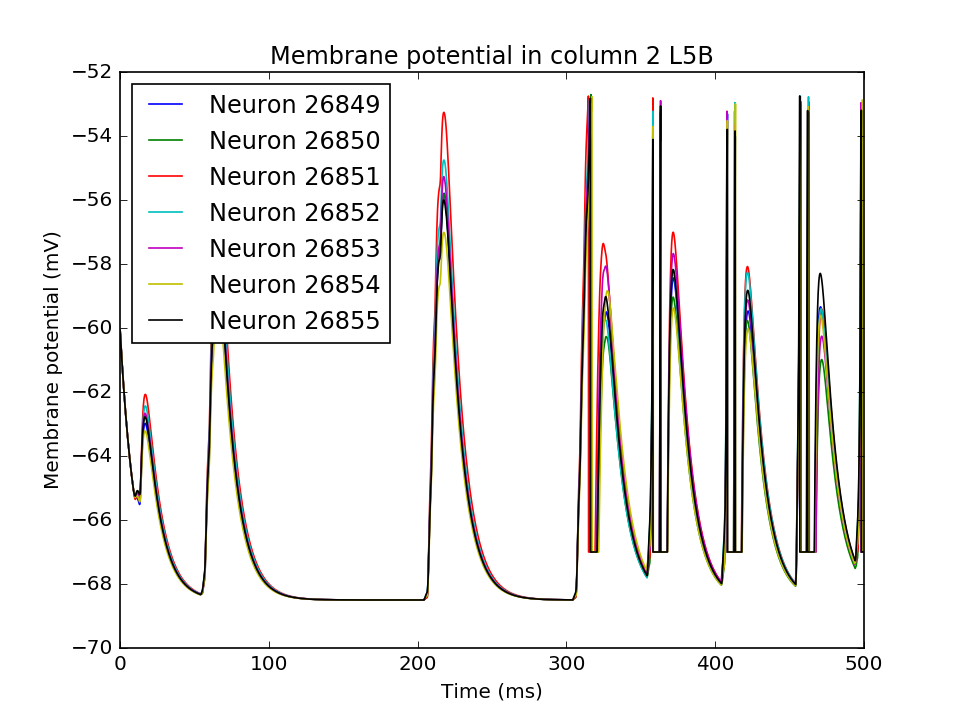 Membrane potential in column 2 L5B
−52
−54
−56
−58
−60
−62
−64
−66
−68
−70
Membrane potential (mV)
Neuron 26849
Neuron 26850
Neuron 26851
Neuron 26852
Neuron 26853
Neuron 26854
Neuron 26855
0 100 200 300 400 500
Time (ms)